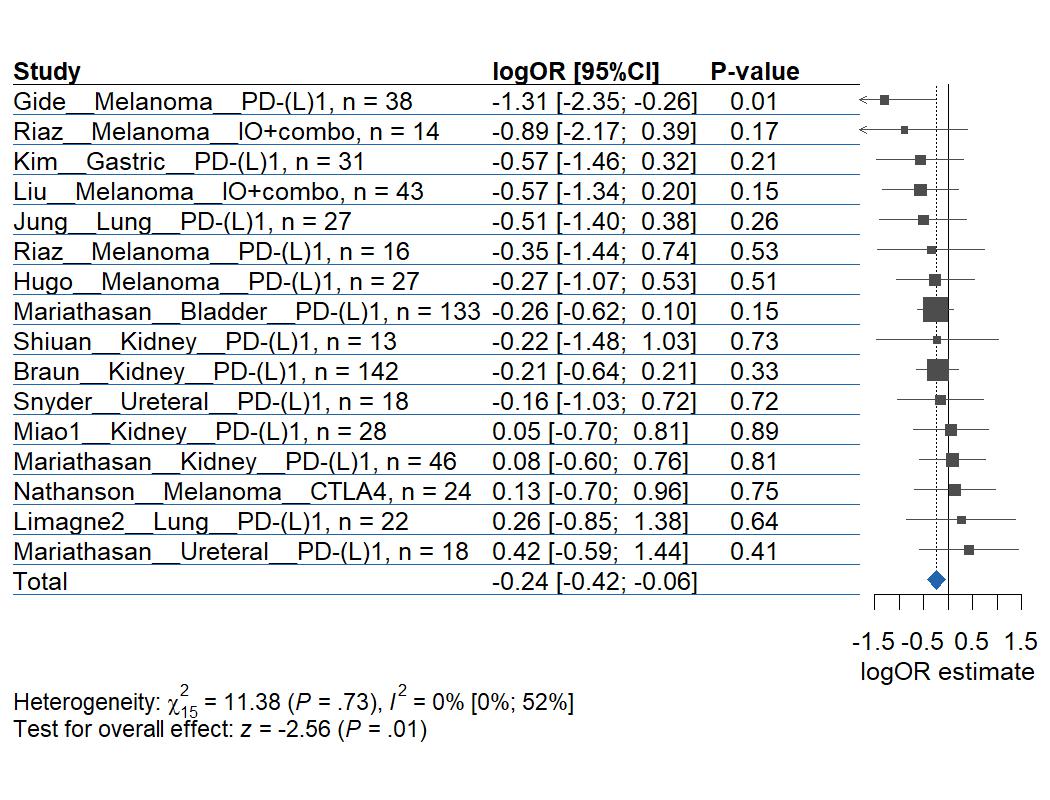 Study logOR [95%CI] P-value
Gide__Melanoma__PD-(L)1, n = 38 -1.31 [-2.35; -0.26] 0.01
Riaz__Melanoma__IO+combo, n = 14 -0.89 [-2.17; 0.39] 0.17
Kim__Gastric__PD-(L)1, n = 31 -0.57 [-1.46; 0.32] 0.21
Liu__Melanoma__IO+combo, n = 43 -0.57 [-1.34; 0.20] 0.15
Jung__Lung__PD-(L)1, n = 27 -0.51 [-1.40; 0.38] 0.26
Riaz__Melanoma__PD-(L)1, n = 16 -0.35 [-1.44; 0.74] 0.53
Hugo__Melanoma__PD-(L)1, n = 27 -0.27 [-1.07; 0.53] 0.51
Mariathasan__Bladder__PD-(L)1, n = 133 -0.26 [-0.62; 0.10] 0.15
Shiuan__Kidney__PD-(L)1, n = 13 -0.22 [-1.48; 1.03] 0.73
Braun__Kidney__PD-(L)1, n = 142 -0.21 [-0.64; 0.21] 0.33
Snyder__Ureteral__PD-(L)1, n = 18 -0.16 [-1.03; 0.72] 0.72
Miao1__Kidney__PD-(L)1, n = 28 0.05 [-0.70; 0.81] 0.89
Mariathasan__Kidney__PD-(L)1, n = 46 0.08 [-0.60; 0.76] 0.81
Nathanson__Melanoma__CTLA4, n = 24 0.13 [-0.70; 0.96] 0.75
Limagne2__Lung__PD-(L)1, n = 22 0.26 [-0.85; 1.38] 0.64
Mariathasan__Ureteral__PD-(L)1, n = 18 0.42 [-0.59; 1.44] 0.41
Total -0.24 [-0.42; -0.06]
-1.5 -0.5 0.5 1.5
logOR estimate
Heterogeneity: χ²₁₅ = 11.38 (P = .73), I² = 0% [0%; 52%]
Test for overall effect: z = -2.56 (P = .01)